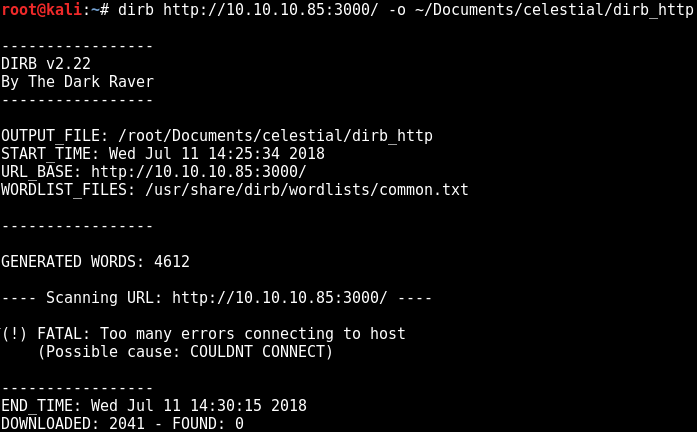 root@kali:~# dirb http://10.10.10.85:3000/ -o ~/Documents/celestial/dirb_http
-----------------
DIRB v2.22
By The Dark Raver
-----------------
OUTPUT_FILE: /root/Documents/celestial/dirb_http
START_TIME: Wed Jul 11 14:25:34 2018
URL_BASE: http://10.10.10.85:3000/
WORDLIST_FILES: /usr/share/dirb/wordlists/common.txt
-----------------
GENERATED WORDS: 4612
---- Scanning URL: http://10.10.10.85:3000/ ----
(!) FATAL: Too many errors connecting to host
(Possible cause: COULDNT CONNECT)
-----------------
END_TIME: Wed Jul 11 14:30:15 2018
DOWNLOADED: 2041 - FOUND: 0